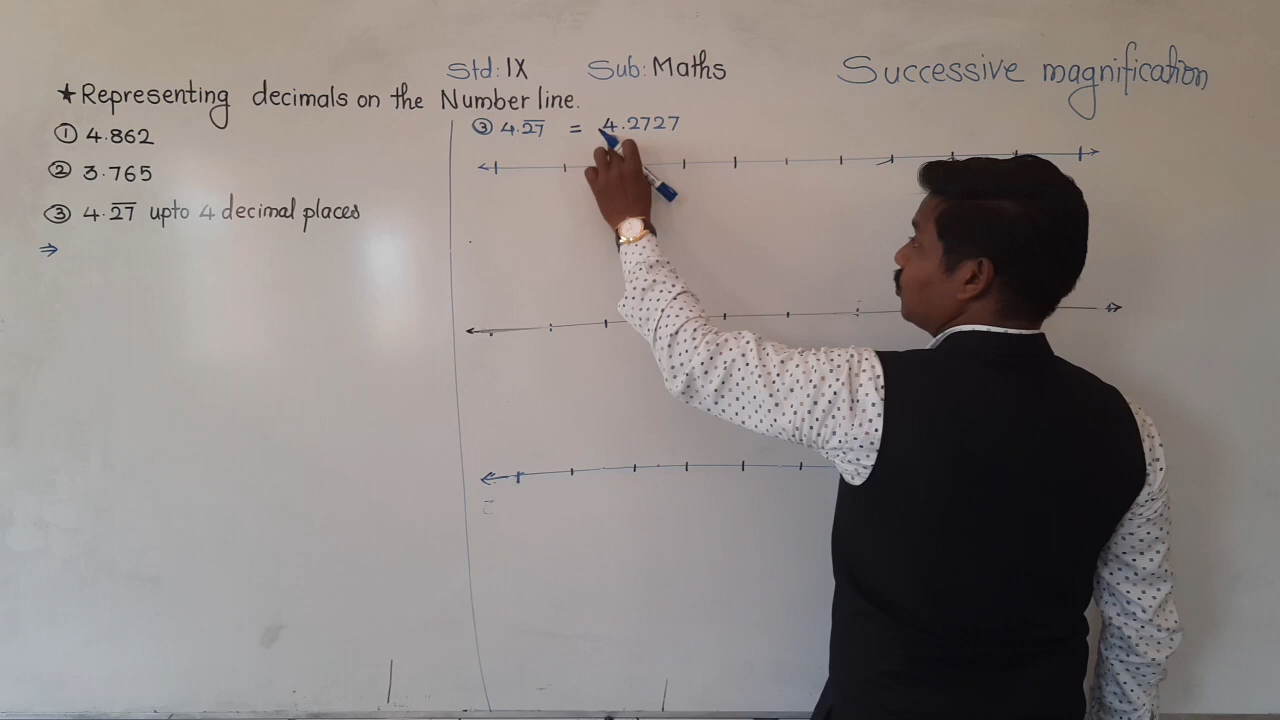 Std: IX Sub: Maths Successive magnification
★ Representing decimals on the Number line.
① 4.862
② 3.765
③ 4.2̅7̅ upto 4 decimal places
⇒
③ 4.2̅7̅ = 4.2727